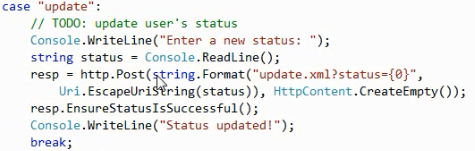 case "update":
// TODO: update user's status
Console.WriteLine("Enter a new status: ");
string status = Console.ReadLine();
resp = http.Post(string.Format("update.xml?status={0}",
Uri.EscapeUriString(status)), HttpContent.CreateEmpty());
resp.EnsureStatusIsSuccessful();
Console.WriteLine("Status updated!");
break;